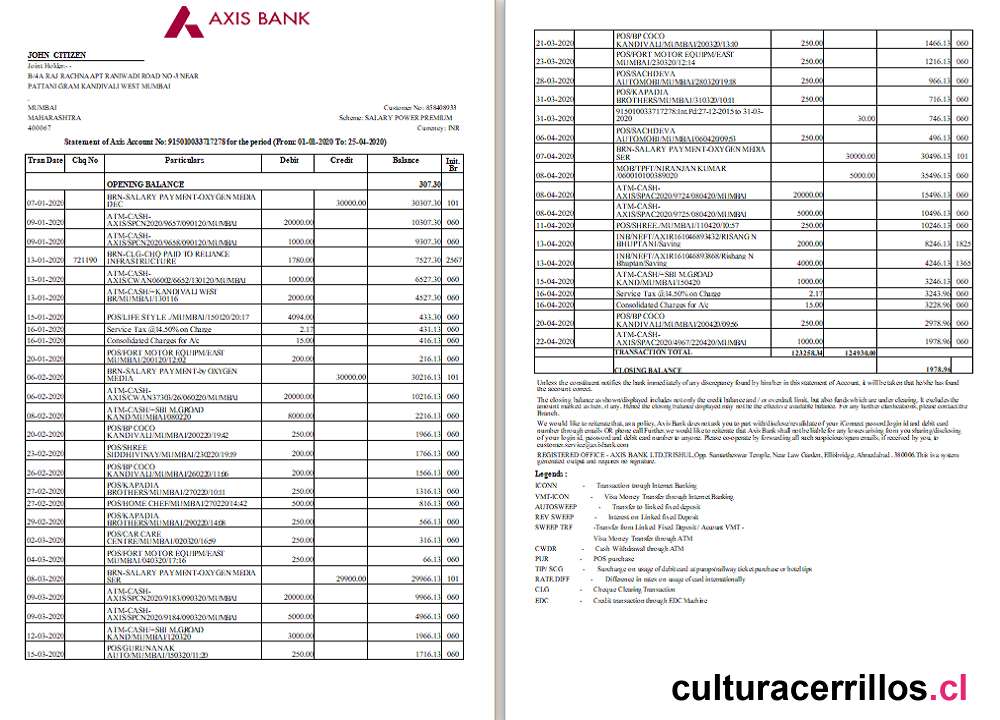 AXIS BANK
JOHN CITIZEN
Joint Holder:- -
B/4A RAJ RACHNA APT RANIWADI ROAD NO -3 NEAR
PATTANI GRAM KANDIVALI WEST MUMBAI
.
MUMBAI Customer No: 858408933
MAHARASHTRA Scheme: SALARY POWER PREMIUM
400067 Currency: INR
Statement of Axis Account No: 915010033717278 for the period (From: 01-01-2020 To: 25-04-2020)
Tran Date Chq No Particulars Debit Credit Balance Init. Br
OPENING BALANCE 307.30
07-01-2020 BRN-SALARY PAYMENT-OXYGEN MEDIA DEC 30000.00 30307.30 101
09-01-2020 ATM-CASH-AXIS/SPCN2020/9657/090120/MUMBAI 20000.00 10307.30 060
09-01-2020 ATM-CASH-AXIS/SPCN2020/9658/090120/MUMBAI 1000.00 9307.30 060
13-01-2020 721190 BRN-CLG-CHQ PAID TO RELIANCE INFRASTRUCTURE 1780.00 7527.30 2567
13-01-2020 ATM-CASH-AXIS/CWAN06002/6652/130120/MUMBAI 1000.00 6527.30 060
13-01-2020 ATM-CASH/+KANDIVALI WEST BR/MUMBAI/130116 2000.00 4527.30 060
15-01-2020 POS/LIFE STYLE ./MUMBAI/150120/20:17 4094.00 433.30 060
16-01-2020 Service Tax @14.50% on Charge 2.17 431.13 060
16-01-2020 Consolidated Charges for A/c 15.00 416.13 060
20-01-2020 POS/FORT MOTOR EQUIPM/EAST MUMBAI/200120/12:02 200.00 216.13 060
06-02-2020 BRN-SALARY PAYMENT-by OXYGEN MEDIA 30000.00 30216.13 101
06-02-2020 ATM-CASH-AXIS/CWAN37303/26/060220/MUMBAI 20000.00 10216.13 060
08-02-2020 ATM-CASH/+SBI M.G.ROAD KAND/MUMBAI/080220 8000.00 2216.13 060
20-02-2020 POS/BP COCO KANDIVALI/MUMBAI/200220/19:42 250.00 1966.13 060
23-02-2020 POS/SHREE SIDDHIVINAY/MUMBAI/230220/19:19 200.00 1766.13 060
26-02-2020 POS/BP COCO KANDIVALI/MUMBAI/260220/11:06 200.00 1566.13 060
27-02-2020 POS/KAPADIA BROTHERS/MUMBAI/270220/10:11 250.00 1316.13 060
27-02-2020 POS/HOME CHEF/MUMBAI/270220/14:42 500.00 816.13 060
29-02-2020 POS/KAPADIA BROTHERS/MUMBAI/290220/14:08 250.00 566.13 060
02-03-2020 POS/CAR CARE CENTRE/MUMBAI/020320/16:59 250.00 316.13 060
04-03-2020 POS/FORT MOTOR EQUIPM/EAST MUMBAI/040320/17:16 250.00 66.13 060
08-03-2020 BRN-SALARY PAYMENT-OXYGEN MEDIA SER 29900.00 29966.13 101
09-03-2020 ATM-CASH-AXIS/SPCN2020/9183/090320/MUMBAI 20000.00 9966.13 060
09-03-2020 ATM-CASH-AXIS/SPCN2020/9184/090320/MUMBAI 5000.00 4966.13 060
12-03-2020 ATM-CASH/+SBI M.G.ROAD KAND/MUMBAI/120320 3000.00 1966.13 060
15-03-2020 POS/GURUNANAK AUTO/MUMBAI/150320/11:20 250.00 1716.13 060
21-03-2020 POS/BP COCO KANDIVALI/MUMBAI/200320/13:10 250.00 1466.13 060
23-03-2020 POS/FORT MOTOR EQUIPM/EAST MUMBAI/230320/12:14 250.00 1216.13 060
28-03-2020 POS/SACHDEVA AUTOMOBI/MUMBAI/280320/19:18 250.00 966.13 060
31-03-2020 POS/KAPADIA BROTHERS/MUMBAI/310320/10:11 250.00 716.13 060
31-03-2020 915010033717278:Int.Pd:27-12-2015 to 31-03-2020 30.00 746.13 060
06-04-2020 POS/SACHDEVA AUTOMOBI/MUMBAI/060420/09:53 250.00 496.13 060
07-04-2020 BRN-SALARY PAYMENT-OXYGEN MEDIA SER 30000.00 30496.13 101
08-04-2020 MOB/TPFT/NIRANJAN KUMAR /060010100389020 5000.00 35496.13 060
08-04-2020 ATM-CASH-AXIS/SPAC2020/9724/080420/MUMBAI 20000.00 15496.13 060
08-04-2020 ATM-CASH-AXIS/SPAC2020/9725/080420/MUMBAI 5000.00 10496.13 060
11-04-2020 POS/SHREE./MUMBAI/110420/10:57 250.00 10246.13 060
13-04-2020 INB/NEFT/AXIR161046893432/RISANG N BHUPTANI/Saving 2000.00 8246.13 1825
13-04-2020 INB/NEFT/AXIR161046893868/Rishang N Bhuptan/Saving 4000.00 4246.13 1365
15-04-2020 ATM-CASH/+SBI M.G.ROAD KAND/MUMBAI/150420 1000.00 3246.13 060
16-04-2020 Service Tax @14.50% on Charge 2.17 3243.96 060
16-04-2020 Consolidated Charges for A/c 15.00 3228.96 060
20-04-2020 POS/BP COCO KANDIVALI/MUMBAI/200420/09:56 250.00 2978.96 060
22-04-2020 ATM-CASH-AXIS/SPAC2020/4967/220420/MUMBAI 1000.00 1978.96 060
TRANSACTION TOTAL 123258.34 124930.00
CLOSING BALANCE 1978.96
Unless the constituent notifies the bank immediately of any discrepancy found by him/her in this statement of Account, it will be taken that he/she has found
the account correct.
The closing balance as shown/displayed includes not only the credit balance and / or overdraft limit, but also funds which are under clearing. It excludes the
amount marked as lien, if any. Hence the closing balance displayed may not be the effective available balance. For any further clarifications, please contact the
Branch.
We would like to reiterate that, as a policy, Axis Bank does not ask you to part with/disclose/revalidate of your iConnect passord,login id and debit card
number through emails OR phone call Further, we would like to reiterate that Axis Bank shall not be liable for any losses arising from you sharing/disclosing
of your login id, password and debit card number to anyone. Please co-operate by forwarding all such suspicious/spam emails, if received by you, to
customer.service@axisbank.com
REGISTERED OFFICE - AXIS BANK LTD,TRISHUL,Opp. Samartheswar Temple, Near Law Garden, Ellisbridge, Ahmedabad . 380006.This is a system
generated output and requires no signature.
Legends :
ICONN - Transaction trough Internet Banking
VMT-ICON - Visa Money Transfer through Internet Banking
AUTOSWEEP - Transfer to linked fixed deposit
REV SWEEP - Interest on Linked fixed Deposit
SWEEP TRF -Transfer from Linked Fixed Deposit / Account VMT -
Visa Money Transfer through ATM
CWDR - Cash Withdrawal through ATM
PUR - POS purchase
TIP/ SCG - Surcharge on usage of debit card at pumps/railway ticket purchase or hotel tips
RATE.DIFF - Difference in rates on usage of card internationally
CLG - Cheque Clearing Transaction
EDC - Credit transaction through EDC Machine
culturacerrillos.cl